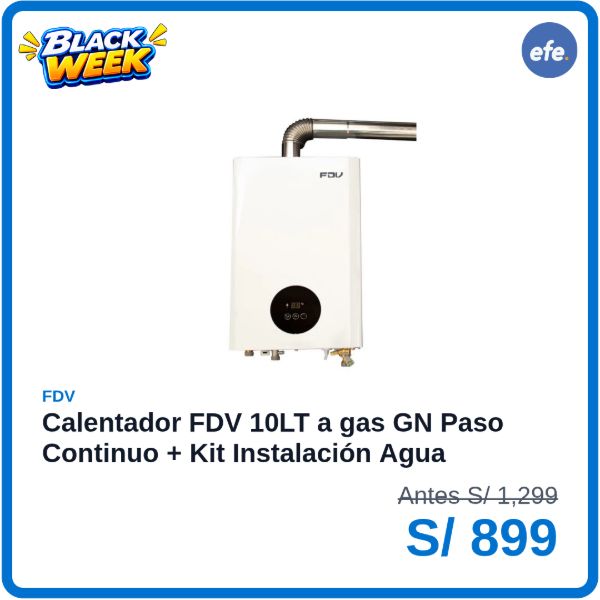 BLACK
WEEK
efe.
FDV
FDV
Calentador FDV 10LT a gas GN Paso
Continuo + Kit Instalación Agua
Antes S/ 1,299
S/ 899